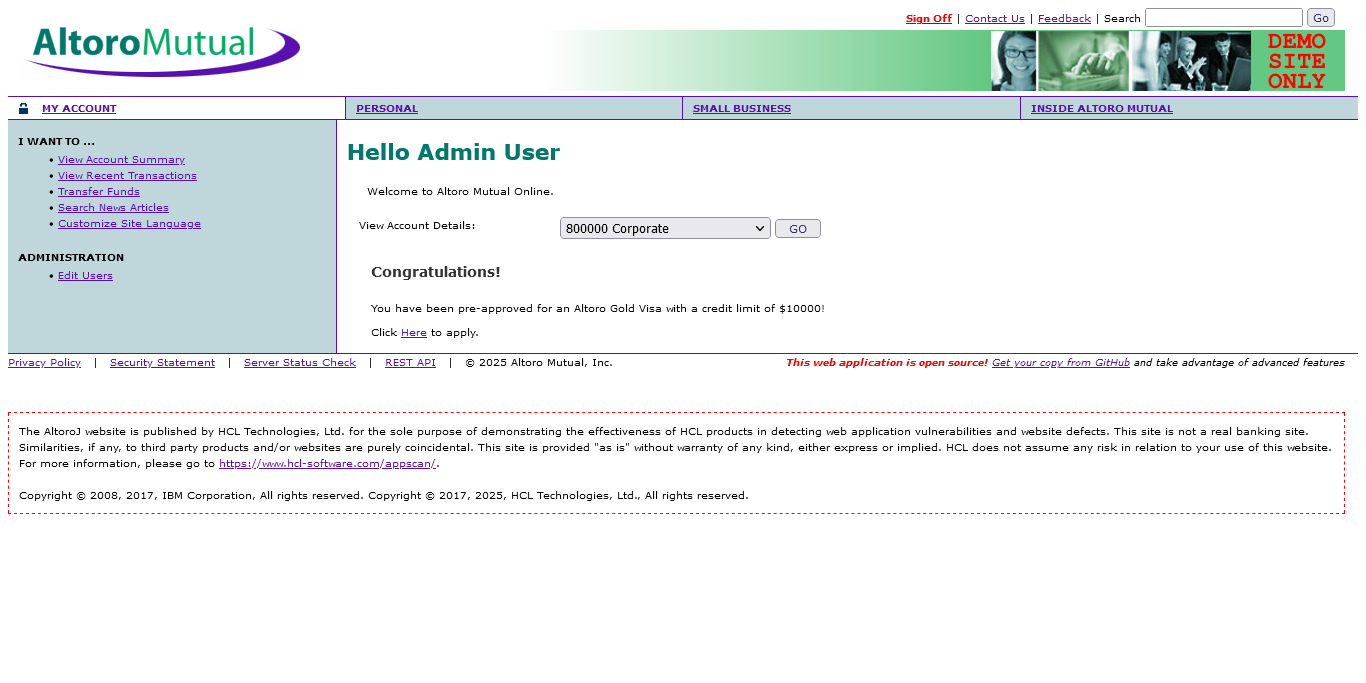 Sign Off | Contact Us | Feedback | Search Go
AltoroMutual
DEMO
SITE
ONLY
MY ACCOUNT PERSONAL SMALL BUSINESS INSIDE ALTORO MUTUAL
I WANT TO ...
• View Account Summary
• View Recent Transactions
• Transfer Funds
• Search News Articles
• Customize Site Language
ADMINISTRATION
• Edit Users
Hello Admin User
Welcome to Altoro Mutual Online.
View Account Details: 800000 Corporate GO
Congratulations!
You have been pre-approved for an Altoro Gold Visa with a credit limit of $10000!
Click Here to apply.
Privacy Policy | Security Statement | Server Status Check | REST API | © 2025 Altoro Mutual, Inc. This web application is open source! Get your copy from GitHub and take advantage of advanced features
The AltoroJ website is published by HCL Technologies, Ltd. for the sole purpose of demonstrating the effectiveness of HCL products in detecting web application vulnerabilities and website defects. This site is not a real banking site.
Similarities, if any, to third party products and/or websites are purely coincidental. This site is provided "as is" without warranty of any kind, either express or implied. HCL does not assume any risk in relation to your use of this website.
For more information, please go to https://www.hcl-software.com/appscan/.
Copyright © 2008, 2017, IBM Corporation, All rights reserved. Copyright © 2017, 2025, HCL Technologies, Ltd., All rights reserved.